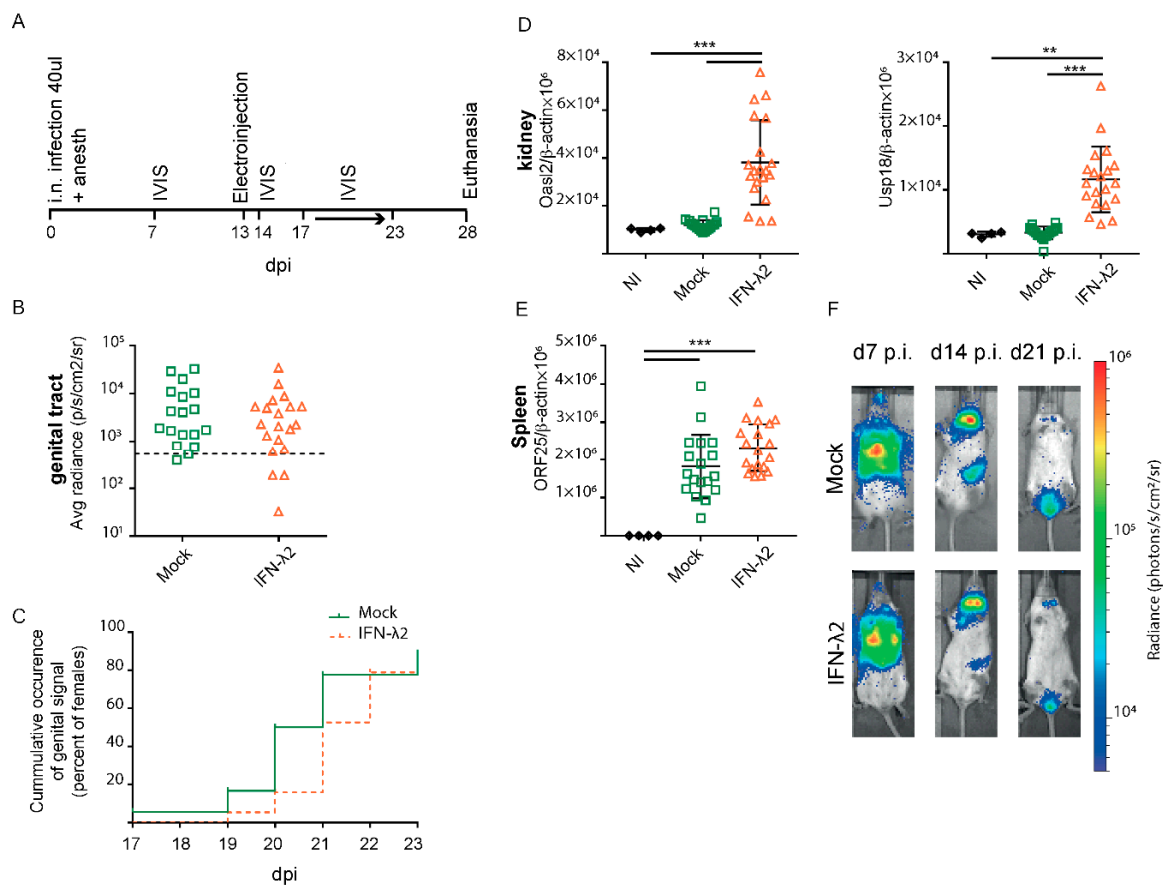 A
i.n. infection 40ul
+ anesth
IVIS
Electroinjection
IVIS
IVIS
Euthanasia
0 7 13 14 17 23 28
dpi
B
genital tract
Avg radiance (p/s/cm2/sr)
10⁵
10⁴
10³
10²
10¹
Mock
IFN-λ2
C
Mock
IFN-λ2
Cummulative occurence
of genital signal
(percent of females)
100
80
60
40
20
17 18 19 20 21 22 23
dpi
D
kidney
Oasl2/β-actin×10⁶
8×10⁴
6×10⁴
4×10⁴
2×10⁴
***
NI
Mock
IFN-λ2
Usp18/β-actin×10⁶
3×10⁴
2×10⁴
1×10⁴
**
***
NI
Mock
IFN-λ2
E
Spleen
ORF25/β-actin×10⁶
5×10⁶
4×10⁶
3×10⁶
2×10⁶
1×10⁶
***
NI
Mock
IFN-λ2
F
d7 p.i. d14 p.i. d21 p.i.
Mock
IFN-λ2
10⁶
10⁵
10⁴
Radiance (photons/s/cm²/sr)